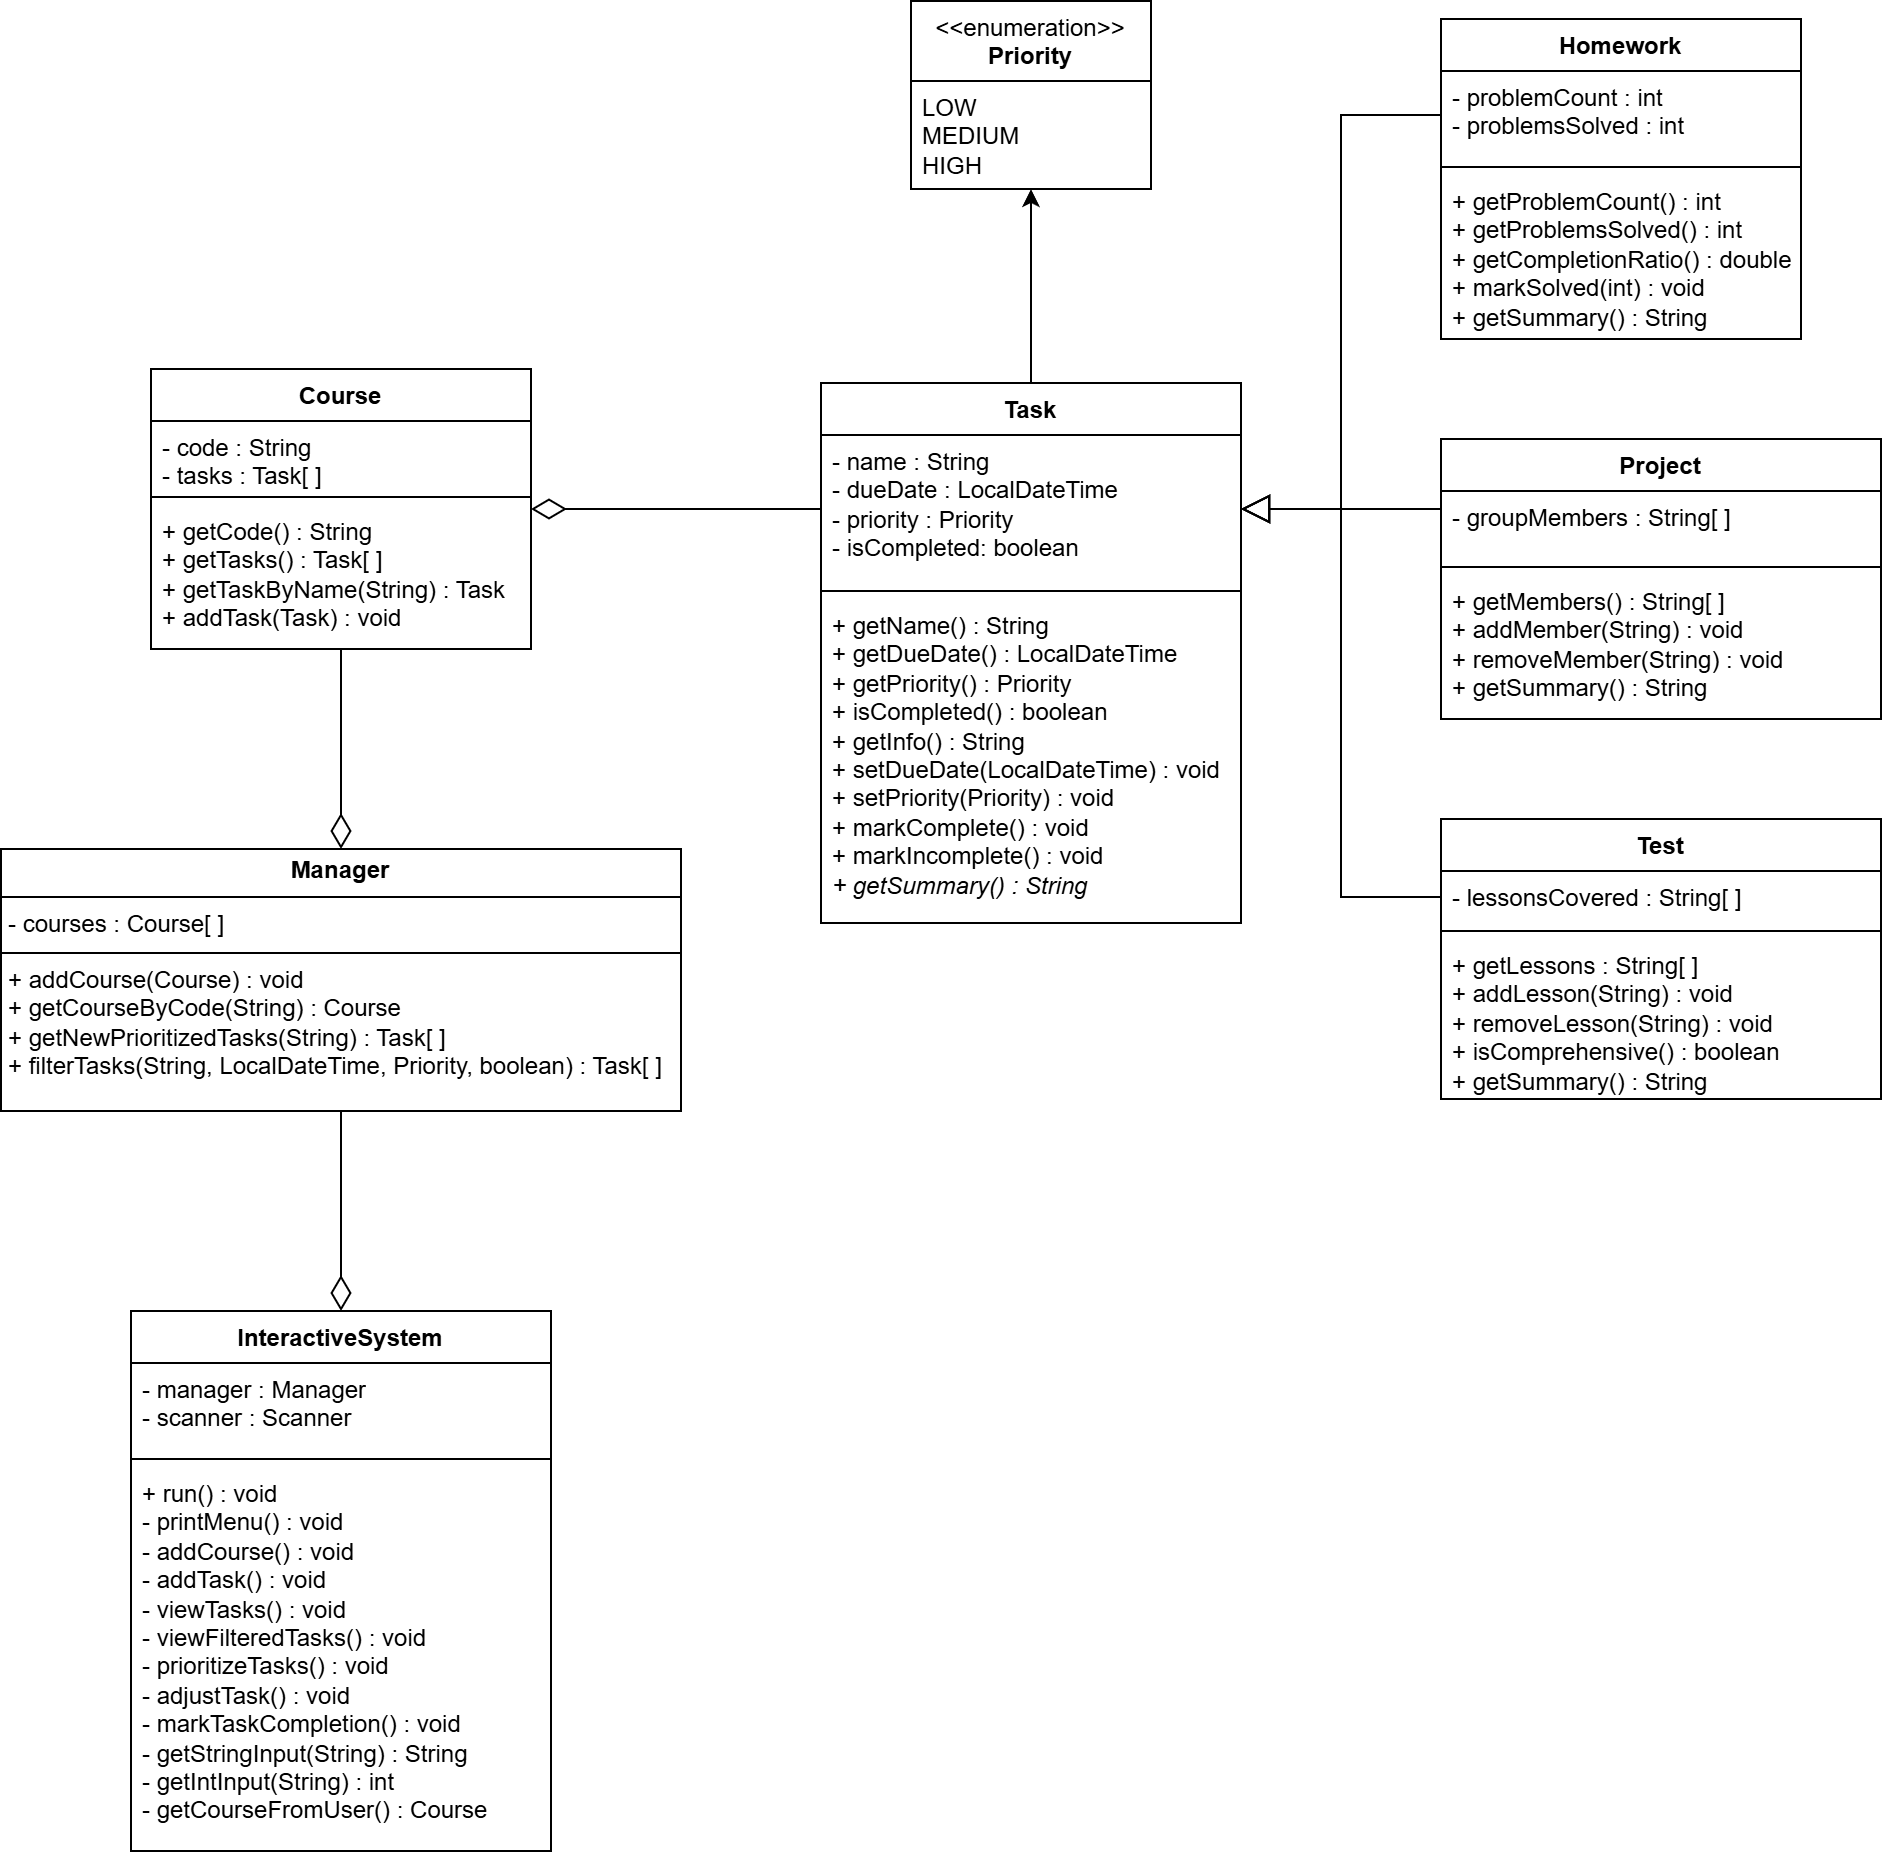 <<enumeration>>
Priority
LOW
MEDIUM
HIGH
Homework
- problemCount : int
- problemsSolved : int
+ getProblemCount() : int
+ getProblemsSolved() : int
+ getCompletionRatio() : double
+ markSolved(int) : void
+ getSummary() : String
Course
- code : String
- tasks : Task[ ]
+ getCode() : String
+ getTasks() : Task[ ]
+ getTaskByName(String) : Task
+ addTask(Task) : void
Task
- name : String
- dueDate : LocalDateTime
- priority : Priority
- isCompleted: boolean
+ getName() : String
+ getDueDate() : LocalDateTime
+ getPriority() : Priority
+ isCompleted() : boolean
+ getInfo() : String
+ setDueDate(LocalDateTime) : void
+ setPriority(Priority) : void
+ markComplete() : void
+ markIncomplete() : void
+ getSummary() : String
Project
- groupMembers : String[ ]
+ getMembers() : String[ ]
+ addMember(String) : void
+ removeMember(String) : void
+ getSummary() : String
Test
- lessonsCovered : String[ ]
+ getLessons : String[ ]
+ addLesson(String) : void
+ removeLesson(String) : void
+ isComprehensive() : boolean
+ getSummary() : String
Manager
- courses : Course[ ]
+ addCourse(Course) : void
+ getCourseByCode(String) : Course
+ getNewPrioritizedTasks(String) : Task[ ]
+ filterTasks(String, LocalDateTime, Priority, boolean) : Task[ ]
InteractiveSystem
- manager : Manager
- scanner : Scanner
+ run() : void
- printMenu() : void
- addCourse() : void
- addTask() : void
- viewTasks() : void
- viewFilteredTasks() : void
- prioritizeTasks() : void
- adjustTask() : void
- markTaskCompletion() : void
- getStringInput(String) : String
- getIntInput(String) : int
- getCourseFromUser() : Course